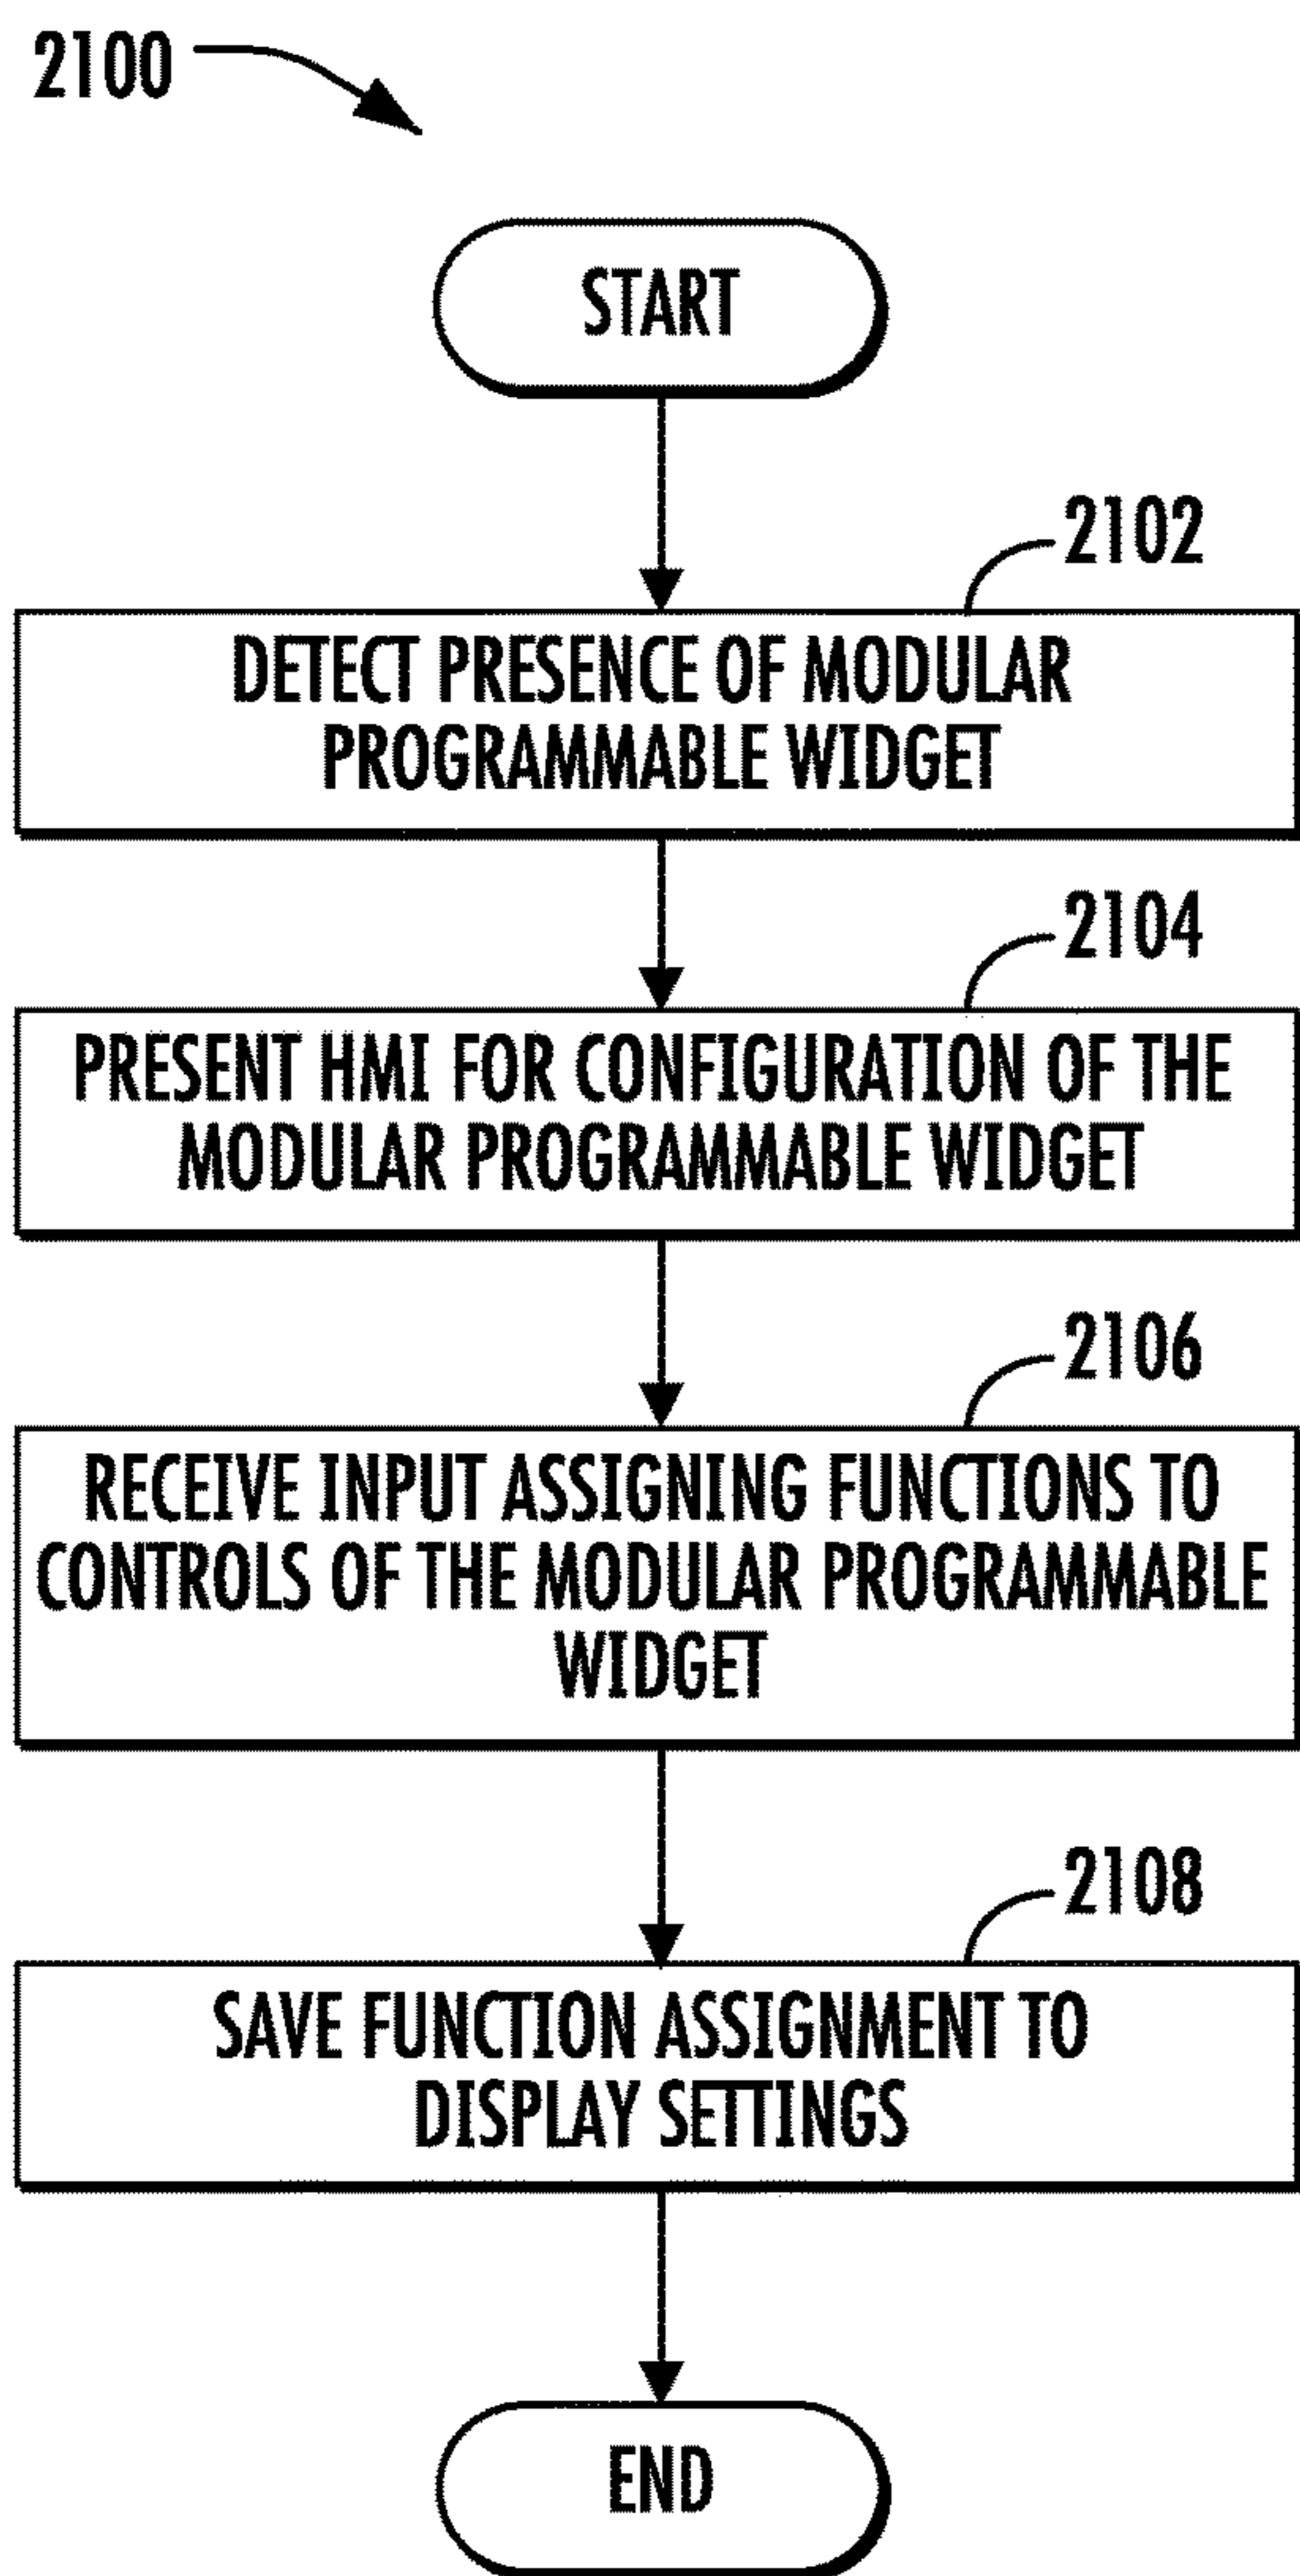 2100
START
2102
DETECT PRESENCE OF MODULAR
PROGRAMMABLE WIDGET
2104
PRESENT HMI FOR CONFIGURATION OF THE
MODULAR PROGRAMMABLE WIDGET
2106
RECEIVE INPUT ASSIGNING FUNCTIONS TO
CONTROLS OF THE MODULAR PROGRAMMABLE
WIDGET
2108
SAVE FUNCTION ASSIGNMENT TO
DISPLAY SETTINGS
END